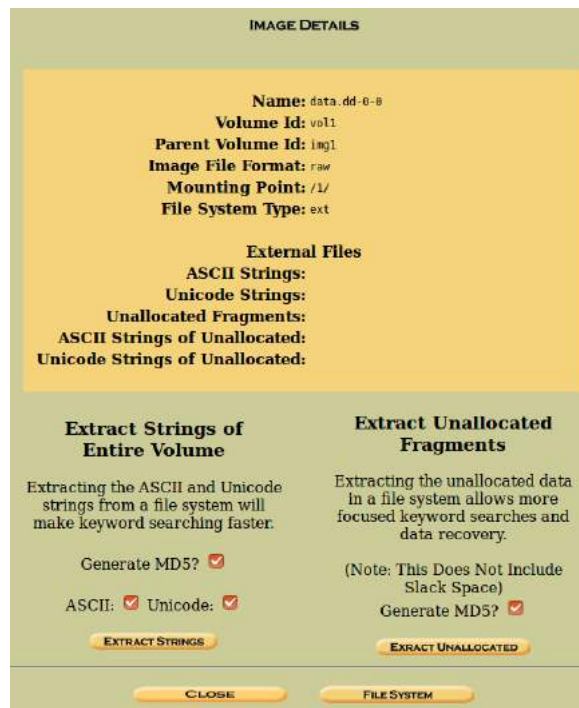 IMAGE DETAILS
Name: data.dd-0-0
Volume Id: vol1
Parent Volume Id: img1
Image File Format: raw
Mounting Point: /1/
File System Type: ext
External Files
ASCII Strings:
Unicode Strings:
Unallocated Fragments:
ASCII Strings of Unallocated:
Unicode Strings of Unallocated:
Extract Strings of
Entire Volume
Extracting the ASCII and Unicode
strings from a file system will
make keyword searching faster.
Generate MD5?
ASCII: Unicode:
EXTRACT STRINGS
Extract Unallocated
Fragments
Extracting the unallocated data
in a file system allows more
focused keyword searches and
data recovery.
(Note: This Does Not Include
Slack Space)
Generate MD5?
EXRACT UNALLOCATED
CLOSE
FILE SYSTEM